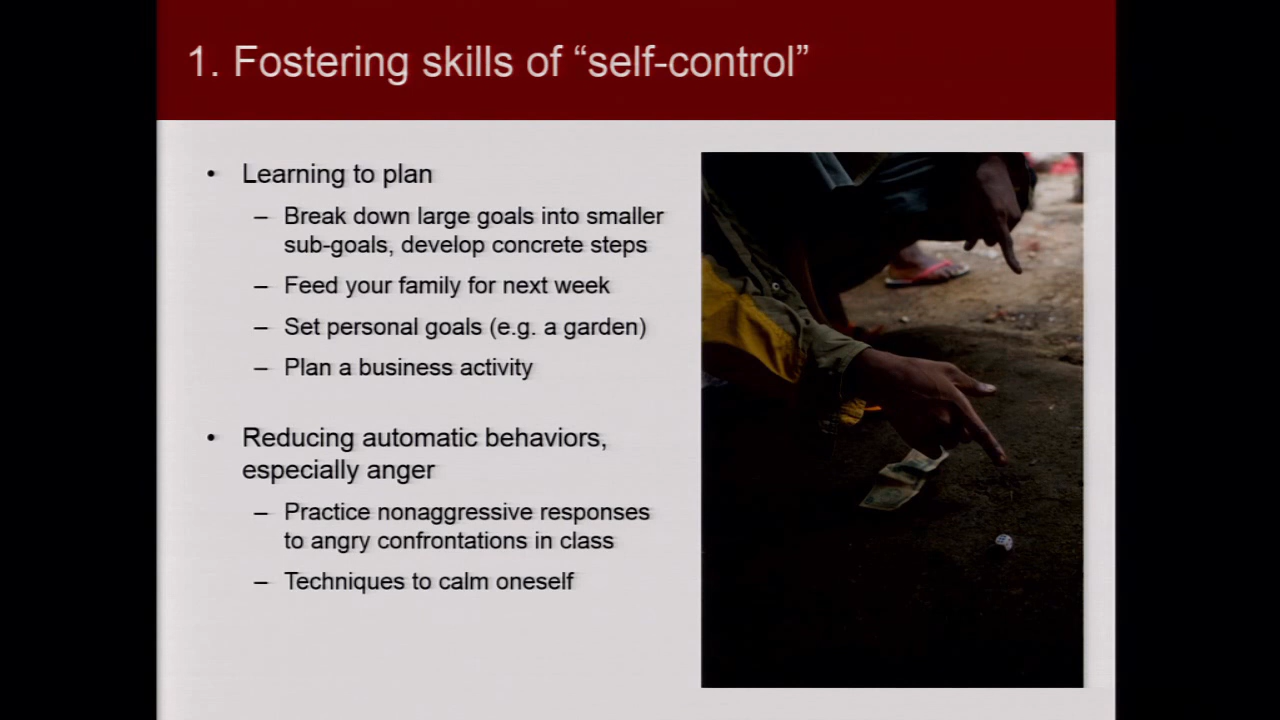 1. Fostering skills of “self-control”
• Learning to plan
– Break down large goals into smaller
sub-goals, develop concrete steps
– Feed your family for next week
– Set personal goals (e.g. a garden)
– Plan a business activity
• Reducing automatic behaviors,
especially anger
– Practice nonaggressive responses
to angry confrontations in class
– Techniques to calm oneself